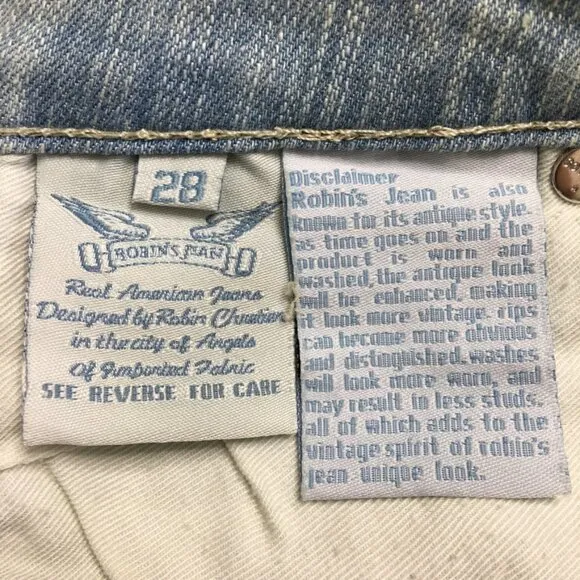 28
ROBIN'S JEAN
Real American Jeans
Designed by Robin Chretien
in the city of Angels
Of Imported Fabric
SEE REVERSE FOR CARE
Disclaimer
Robin's Jean is also
known for its antique style.
as time goes on and the
product is worn and
washed, the antique look
will be enhanced, making
it look more vintage. rips
can become more obvious
and distinguished. washes
will look more worn, and
may result in less studs.
all of which adds to the
vintage spirit of robin's
jean unique look.